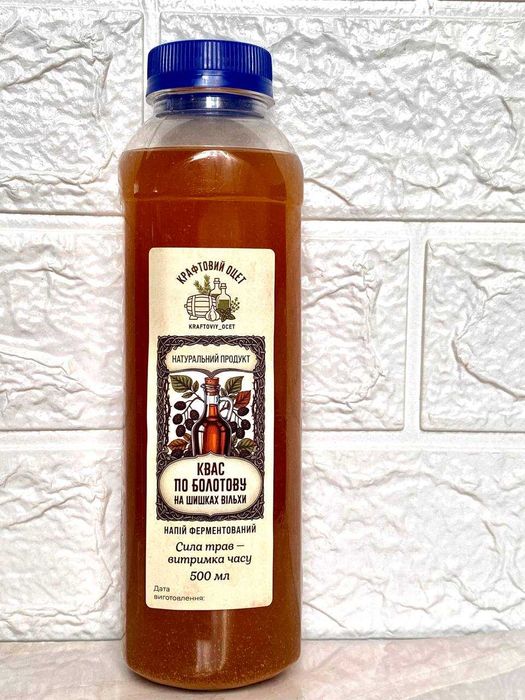 КРАФТОВИЙ ОЦЕТ
KRAFTOVIY_OCET
НАТУРАЛЬНИЙ ПРОДУКТ
КВАС
ПО БОЛОТОВУ
НА ШИШКАХ ВІЛЬХИ
НАПІЙ ФЕРМЕНТОВАНИЙ
Сила трав –
витримка часу
500 мл
Дата
виготовлення: